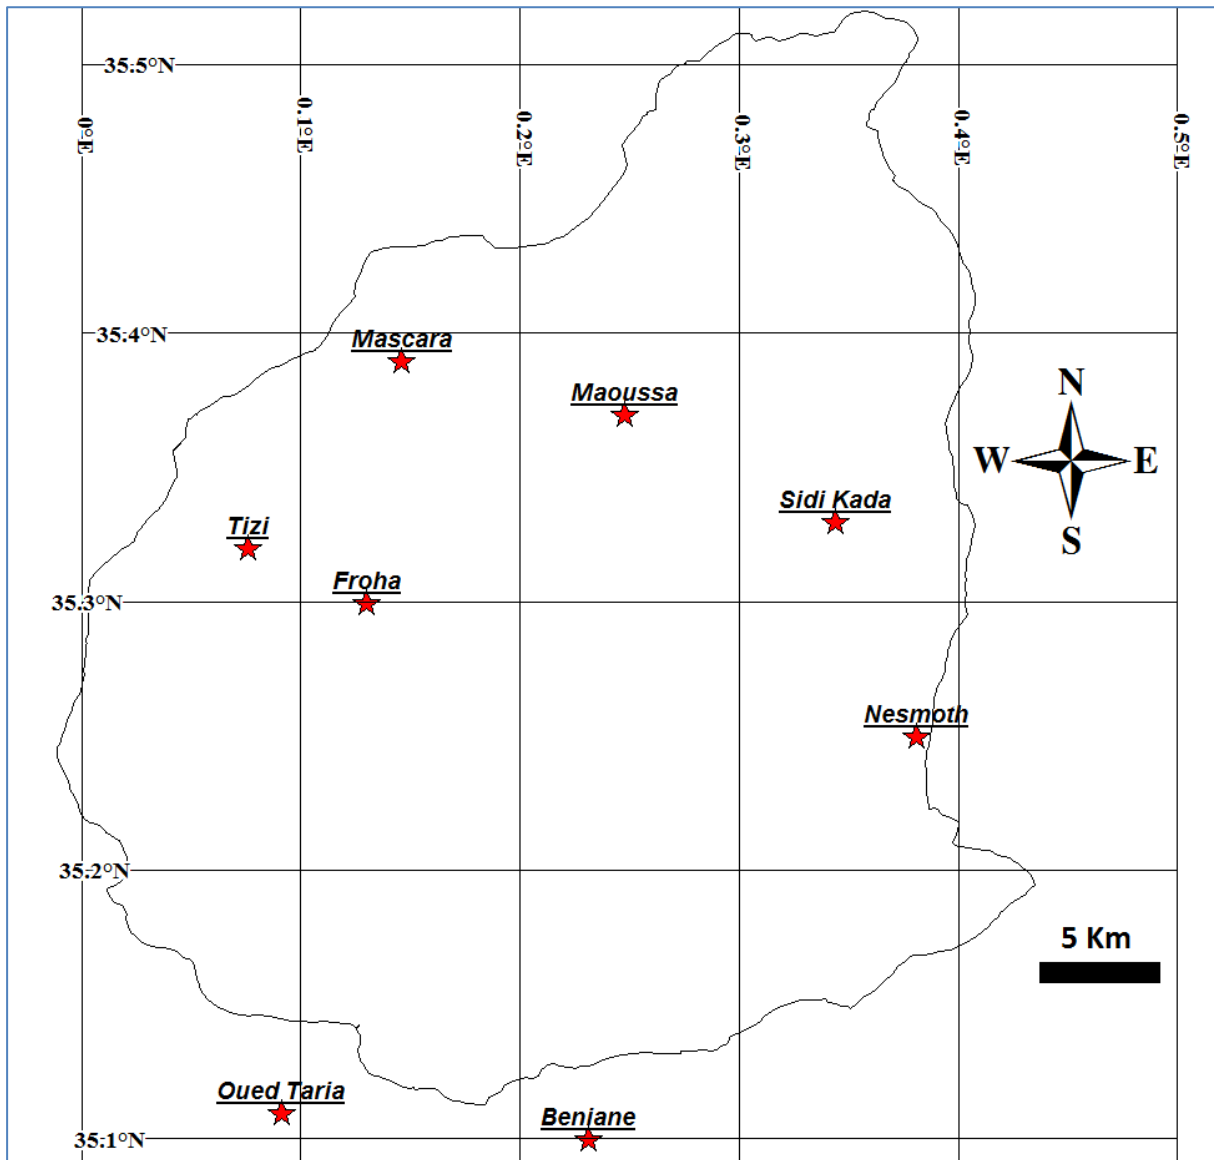 35.5°N
0°E
0.1°E
0.2°E
0.3°E
0.4°E
0.5°E
35.4°N
Mascara
Maoussa
N
W
E
S
Sidi Kada
Tizi
Froha
35.3°N
Nesmoth
35.2°N
5 Km
Oued Taria
Beniane
35.1°N